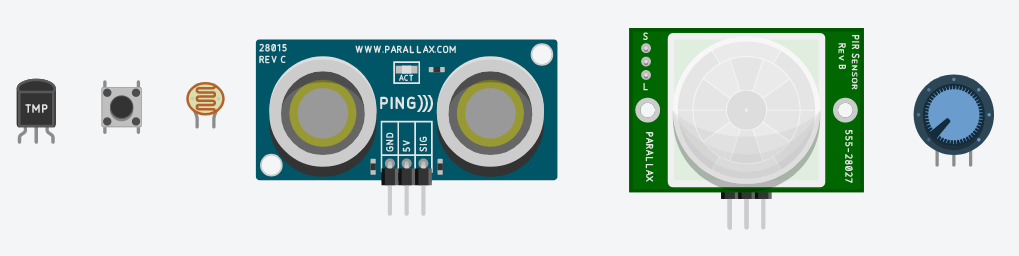 TMP
28015
REV C
WWW.PARALLAX.COM
ACT
PING)))
GND
5V
SIG
S
L
PARALLAX
PIR SENSOR
REV B
555-28027